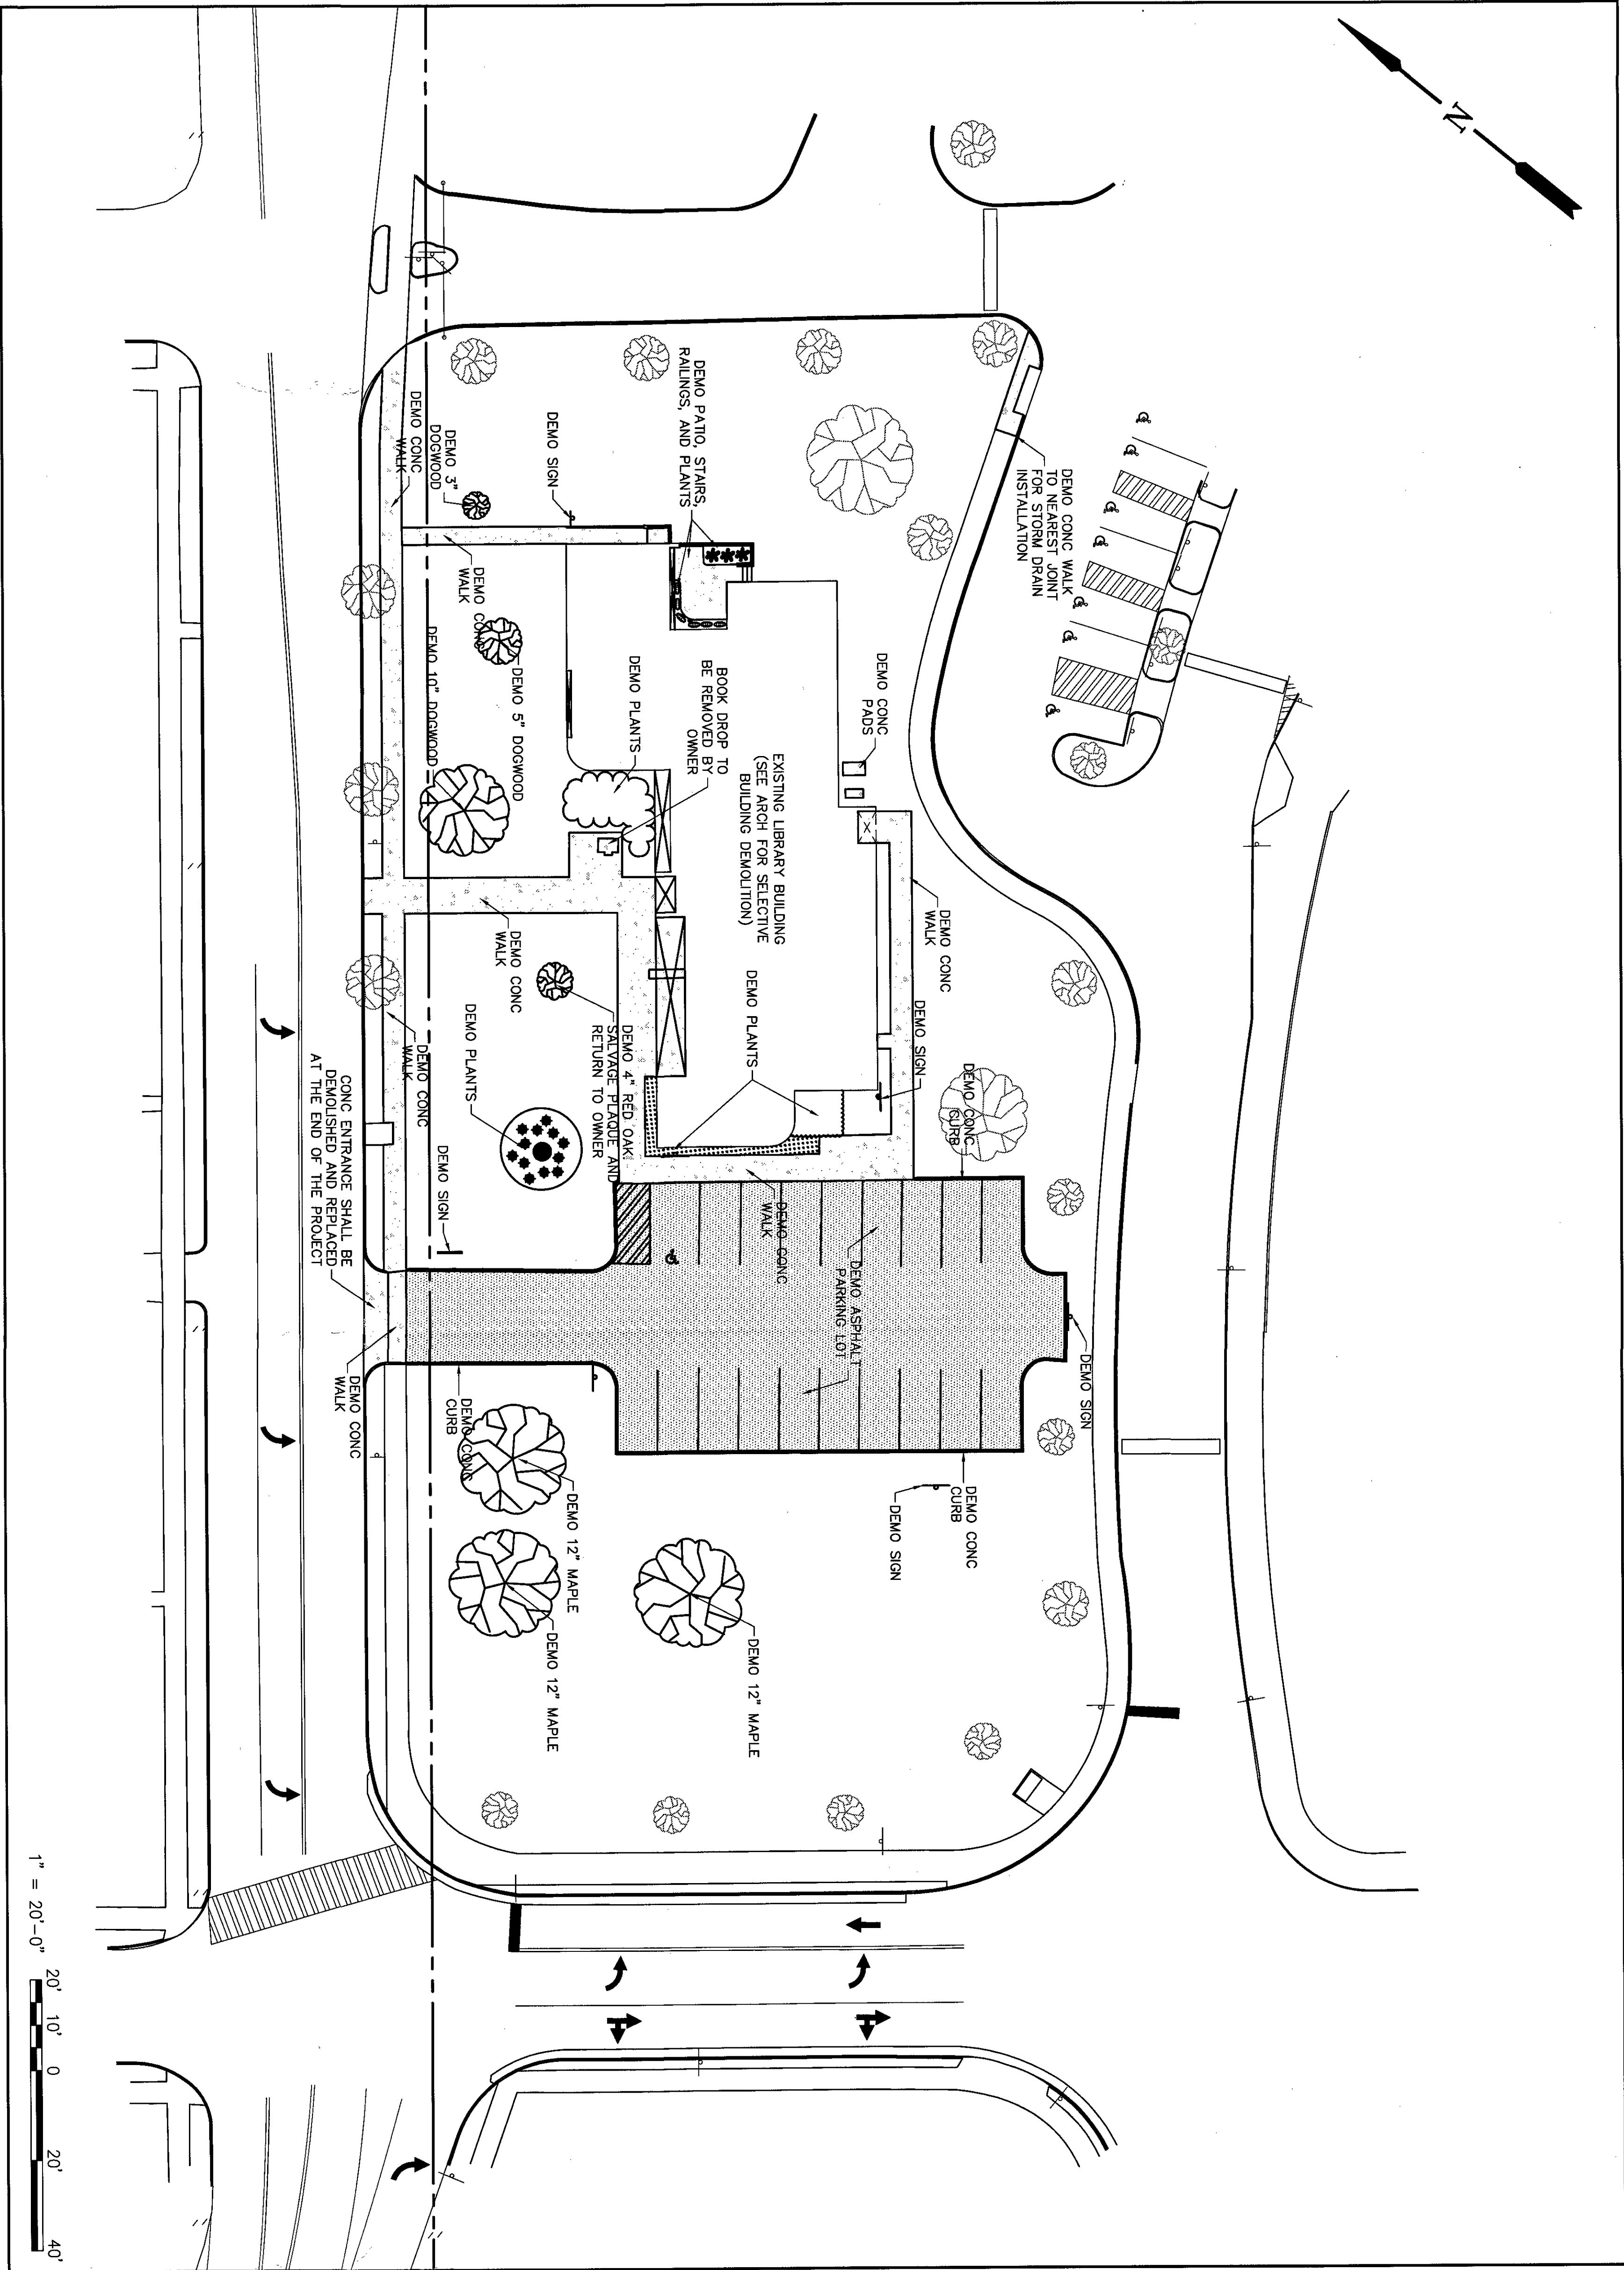 N
DEMO CONC WALK
TO NEAREST JOINT
FOR STORM DRAIN
INSTALLATION
DEMO PATIO, STAIRS,
RAILINGS, AND PLANTS
DEMO SIGN
DEMO 3"
DOGWOOD
DEMO CONC
WALK
DEMO CONC
WALK
DEMO CONC
PADS
BOOK DROP TO
BE REMOVED BY
OWNER
DEMO PLANTS
DEMO 5" DOGWOOD
DEMO 10" DOGWOOD
EXISTING LIBRARY BUILDING
(SEE ARCH FOR SELECTIVE
BUILDING DEMOLITION)
DEMO CONC
WALK
DEMO CONC
WALK
DEMO SIGN
DEMO PLANTS
DEMO CONC
CURB
DEMO 4" RED OAK.
SALVAGE PLAQUE AND
RETURN TO OWNER
DEMO PLANTS
DEMO CONC
WALK
DEMO SIGN
CONC ENTRANCE SHALL BE
DEMOLISHED AND REPLACED
AT THE END OF THE PROJECT
DEMO CONC
WALK
DEMO ASPHALT
PARKING LOT
DEMO SIGN
DEMO CONC
WALK
DEMO CONC
CURB
DEMO CONC
CURB
DEMO SIGN
DEMO 12" MAPLE
DEMO 12" MAPLE
DEMO 12" MAPLE
1" = 20'-0"
20' 10' 0 20' 40'